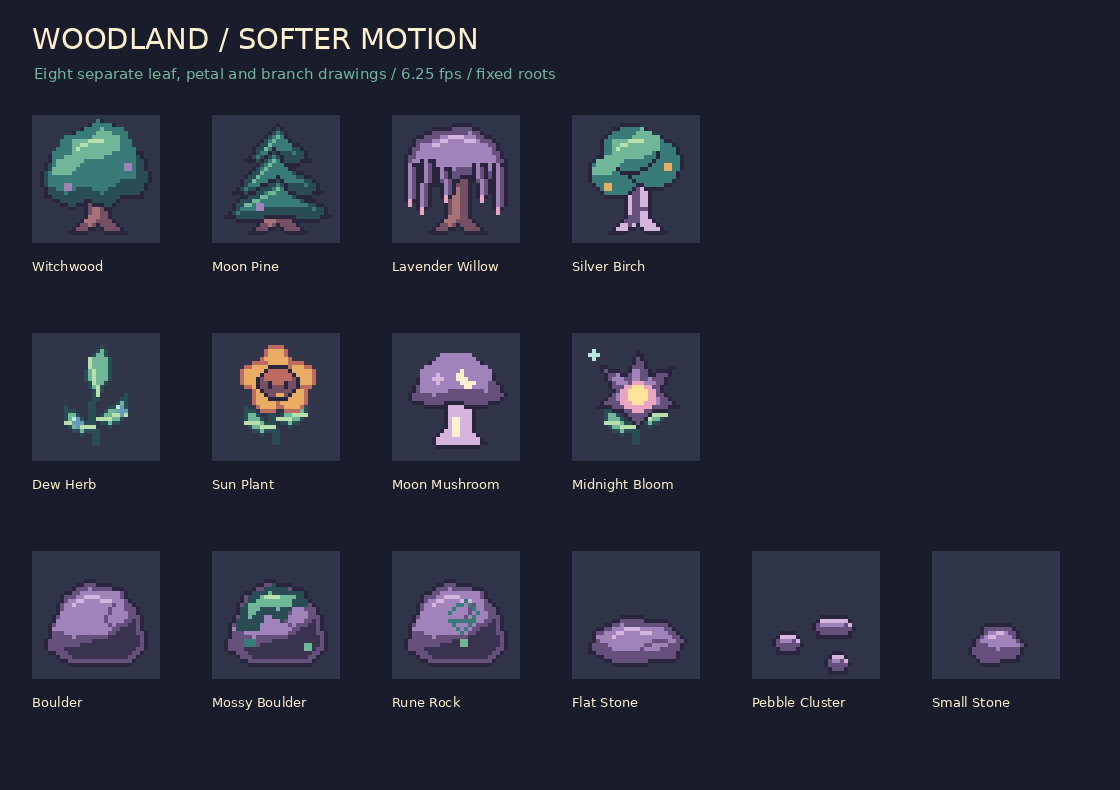 WOODLAND / SOFTER MOTION
Eight separate leaf, petal and branch drawings / 6.25 fps / fixed roots
Witchwood
Moon Pine
Lavender Willow
Silver Birch
Dew Herb
Sun Plant
Moon Mushroom
Midnight Bloom
Boulder
Mossy Boulder
Rune Rock
Flat Stone
Pebble Cluster
Small Stone